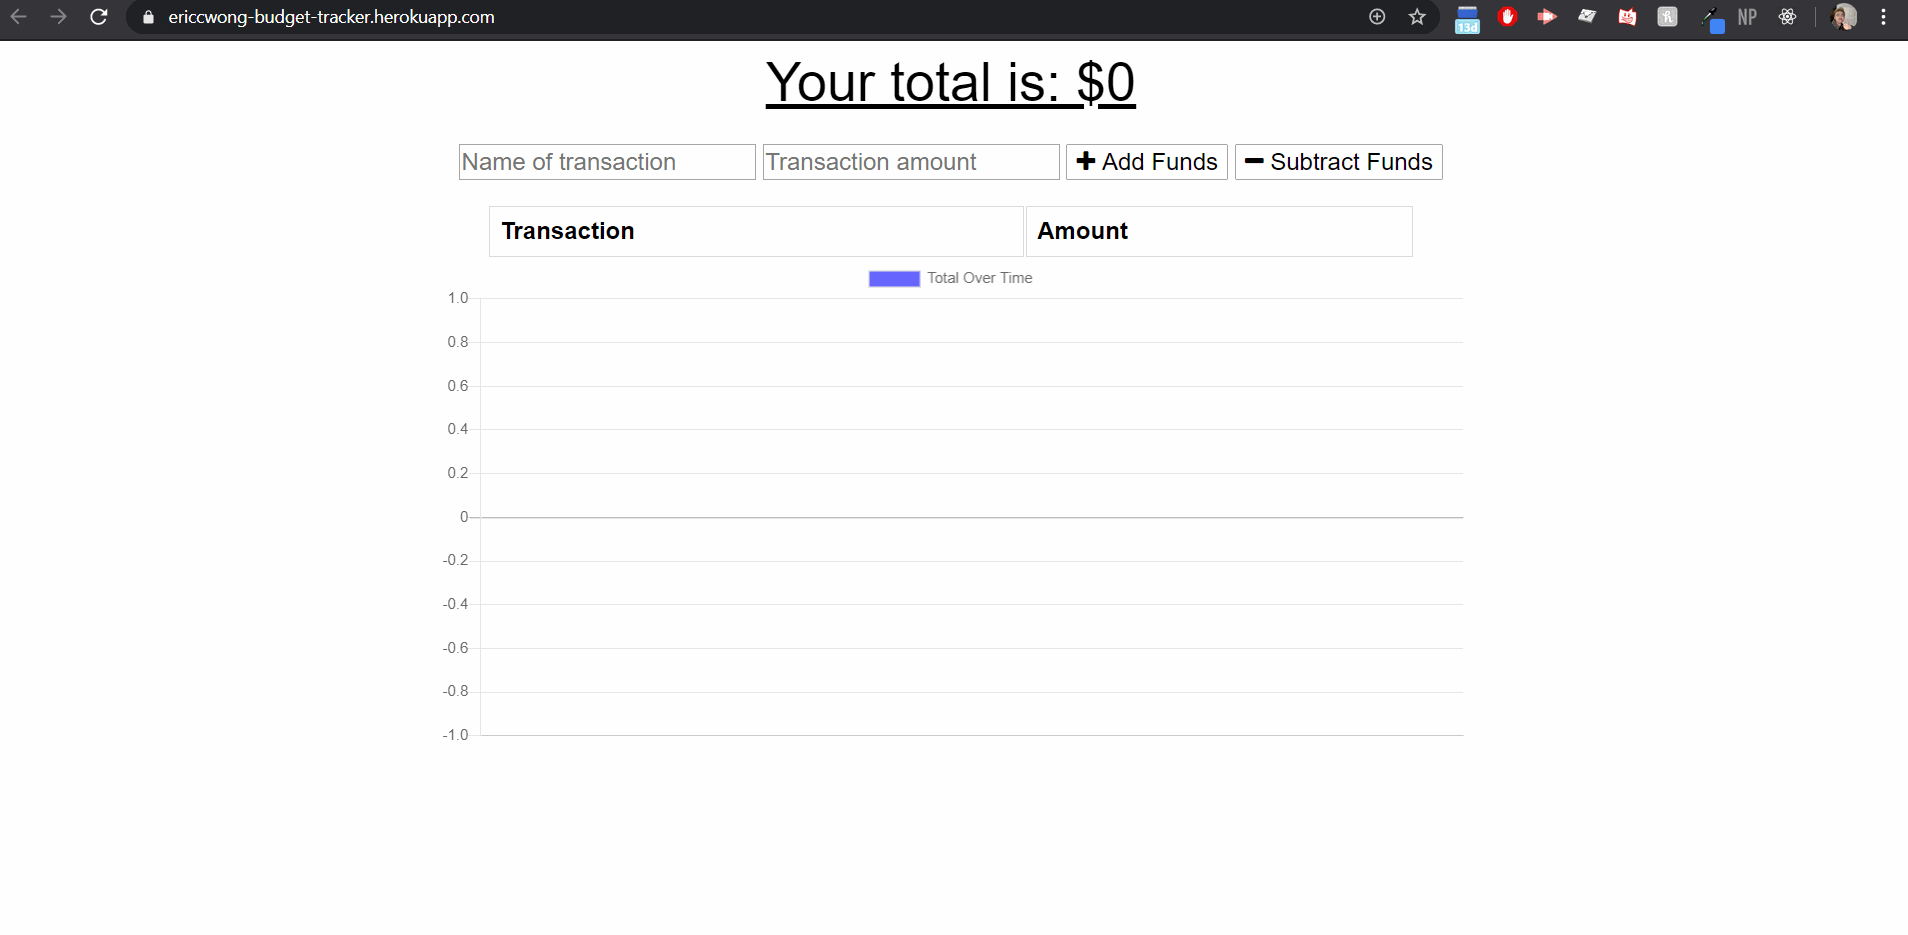 ericcwong-budget-tracker.herokuapp.com
13d
NP
Your total is: $0
Name of transaction Transaction amount Add Funds Subtract Funds
Transaction Amount
Total Over Time
1.0
0.8
0.6
0.4
0.2
0
-0.2
-0.4
-0.6
-0.8
-1.0